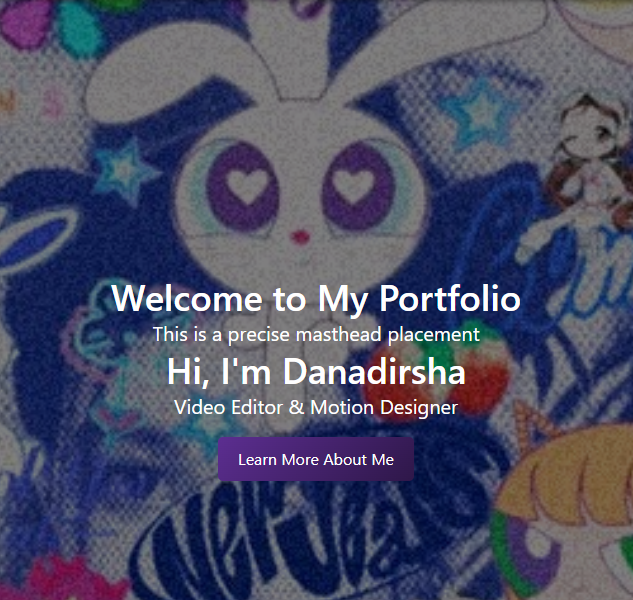 N S
Welcome to My Portfolio
This is a precise masthead placement
Hi, I'm Danadirsha
Video Editor & Motion Designer
Learn More About Me
NewJeans